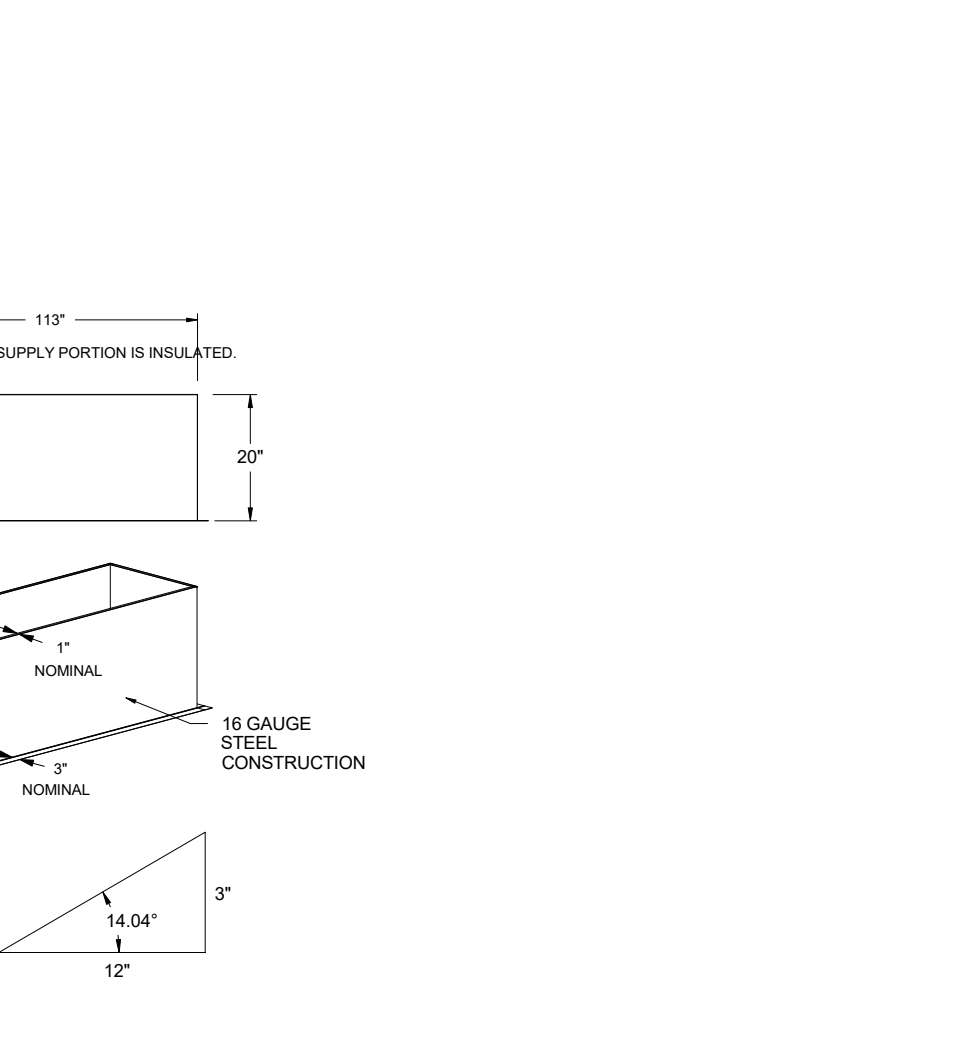 113"
SUPPLY PORTION IS INSULATED.
20"
1"
NOMINAL
16 GAUGE
STEEL
CONSTRUCTION
3"
NOMINAL
3"
14.04°
12"